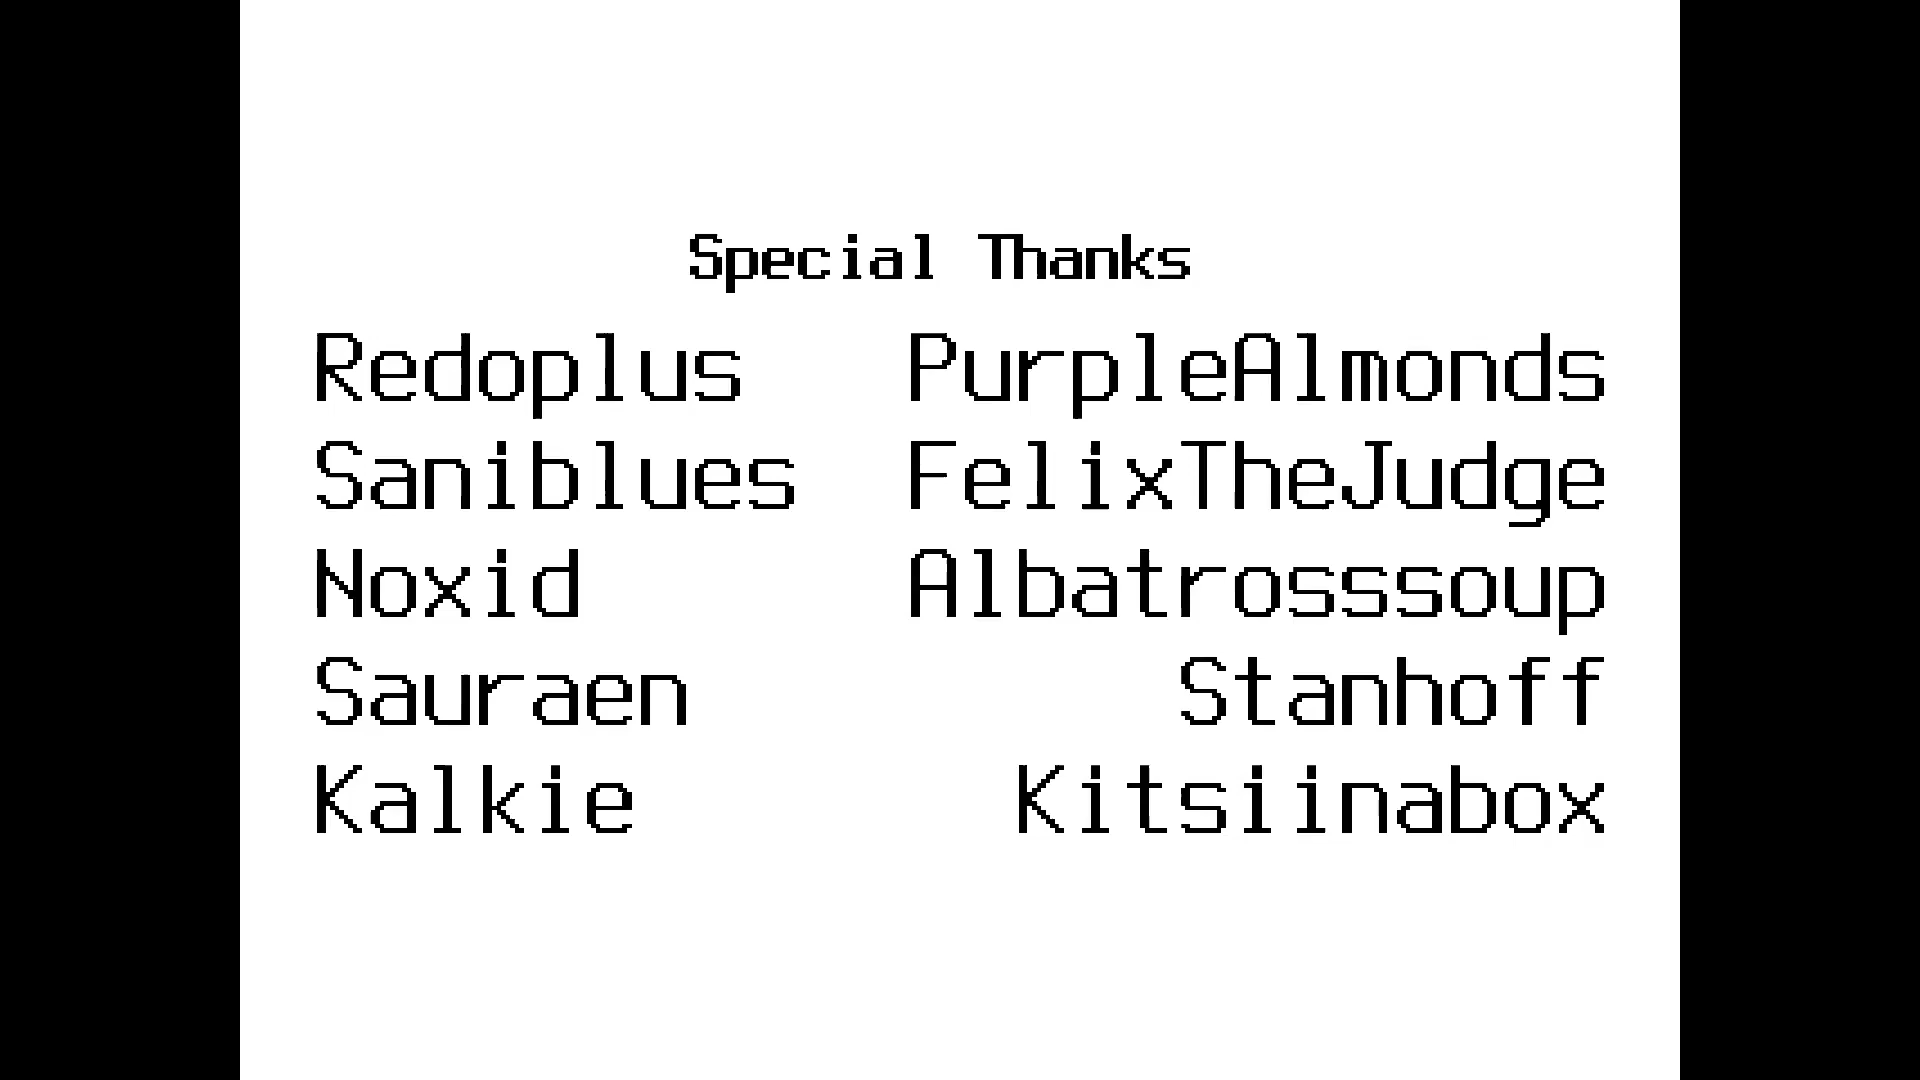 Special Thanks
Redoplus PurpleAlmonds
Saniblues FelixTheJudge
Noxid Albatrosssoup
Sauraen Stanhoff
Kalkie Kitsiinabox